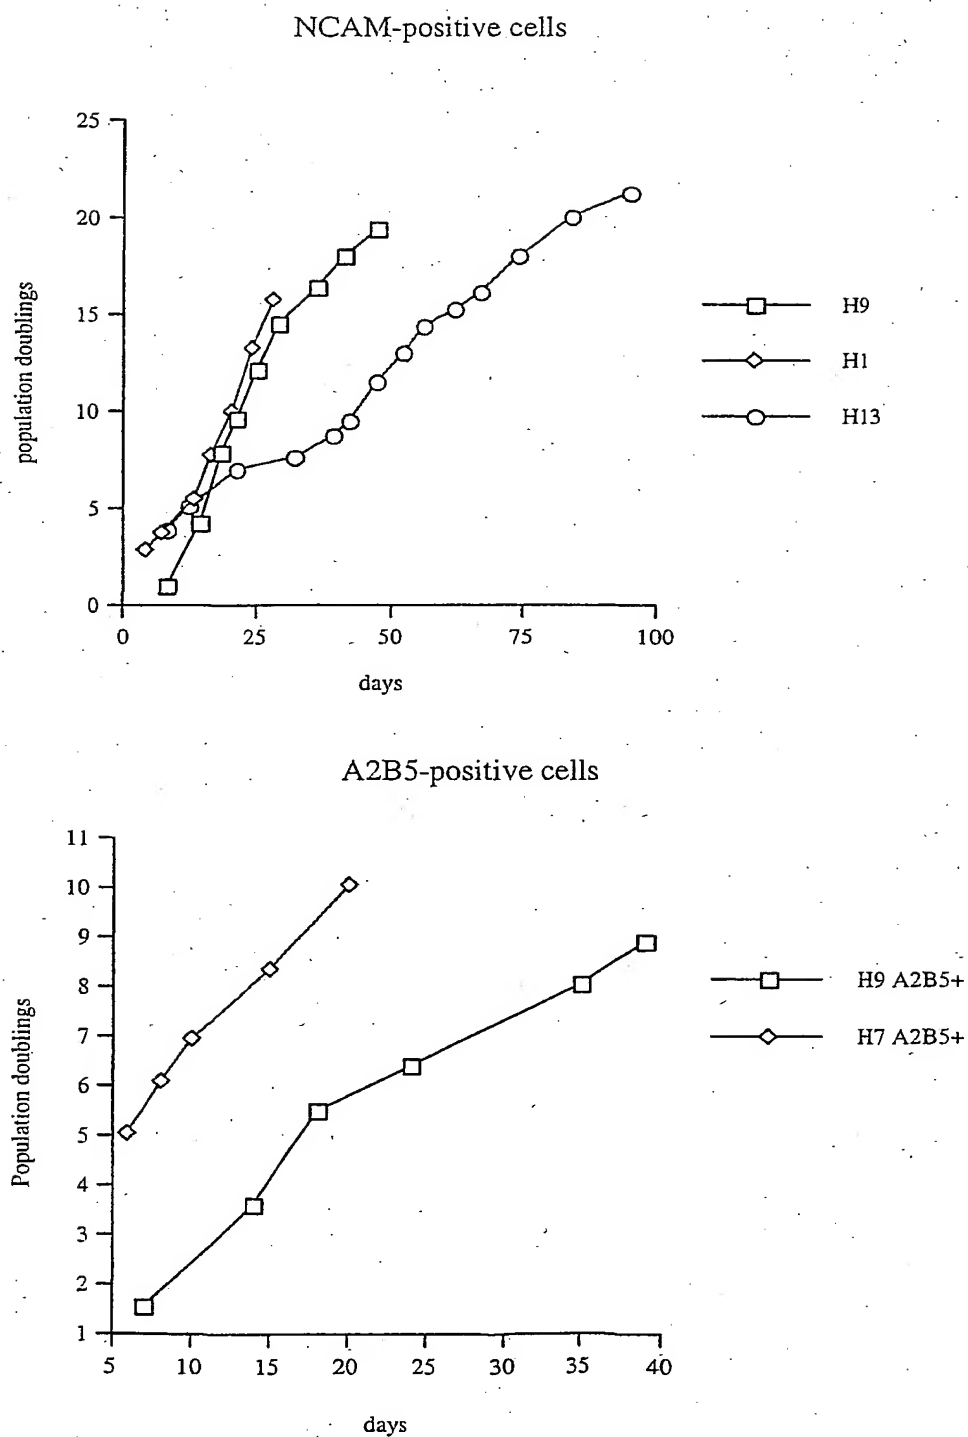 NCAM-positive cells
25
20
15
10
5
0
0 25 50 75 100
population doublings
days
H9
H1
H13
A2B5-positive cells
11
10
9
8
7
6
5
4
3
2
1
5 10 15 20 25 30 35 40
Population doublings
days
H9 A2B5+
H7 A2B5+